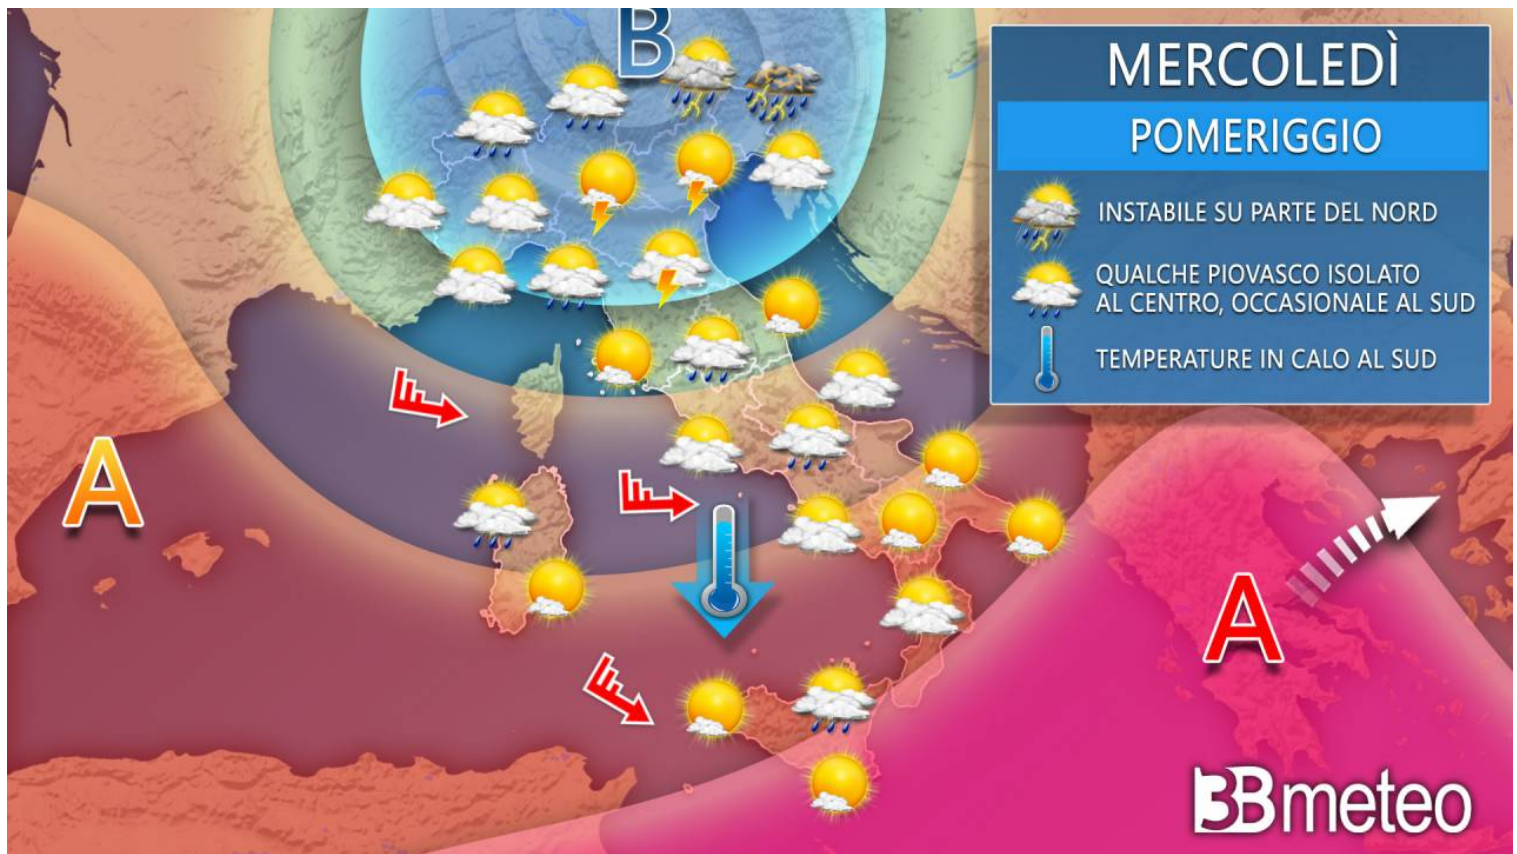 B
MERCOLEDÌ
POMERIGGIO
INSTABILE SU PARTE DEL NORD
QUALCHE PIOVASCO ISOLATO
AL CENTRO, OCCASIONALE AL SUD
TEMPERATURE IN CALO AL SUD
A
A
3Bmeteo